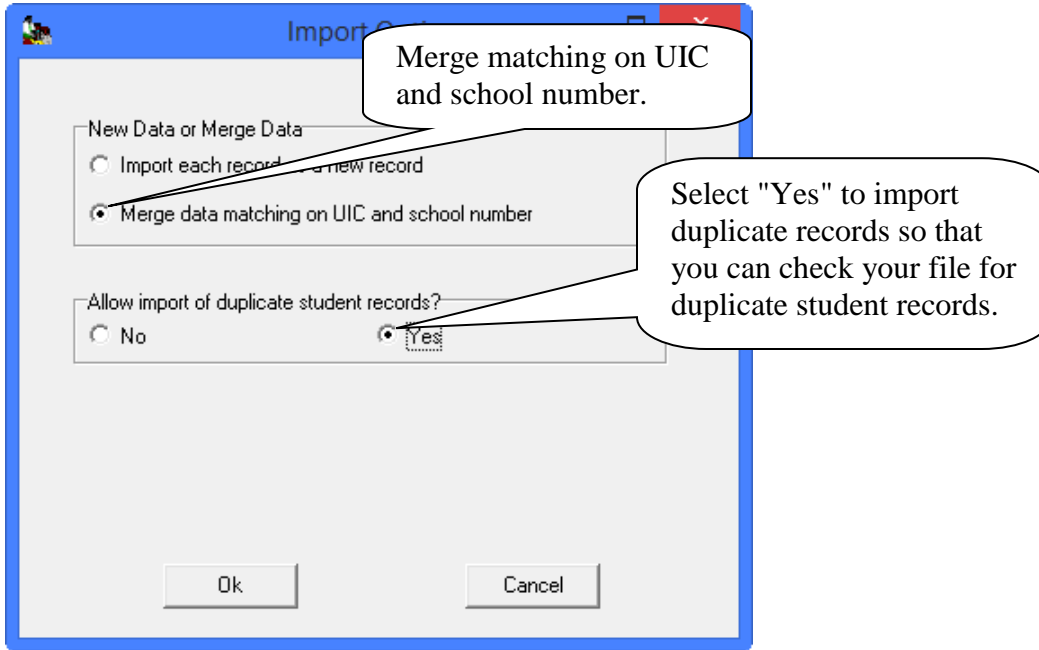 Import
Merge matching on UIC
and school number.
New Data or Merge Data
Import each record new record
Merge data matching on UIC and school number
Select "Yes" to import
duplicate records so that
you can check your file for
duplicate student records.
Allow import of duplicate student records?
No Yes
Ok Cancel